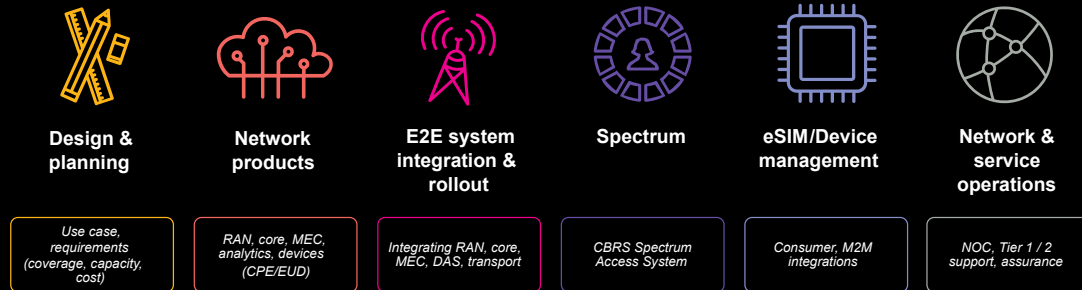 Design &
planning
Network
products
E2E system
integration &
rollout
Spectrum
eSIM/Device
management
Network &
service
operations
Use case,
requirements
(coverage, capacity,
cost)
RAN, core, MEC,
analytics, devices
(CPE/EUD)
Integrating RAN, core,
MEC, DAS, transport
CBRS Spectrum
Access System
Consumer, M2M
integrations
NOC, Tier 1 / 2
support, assurance